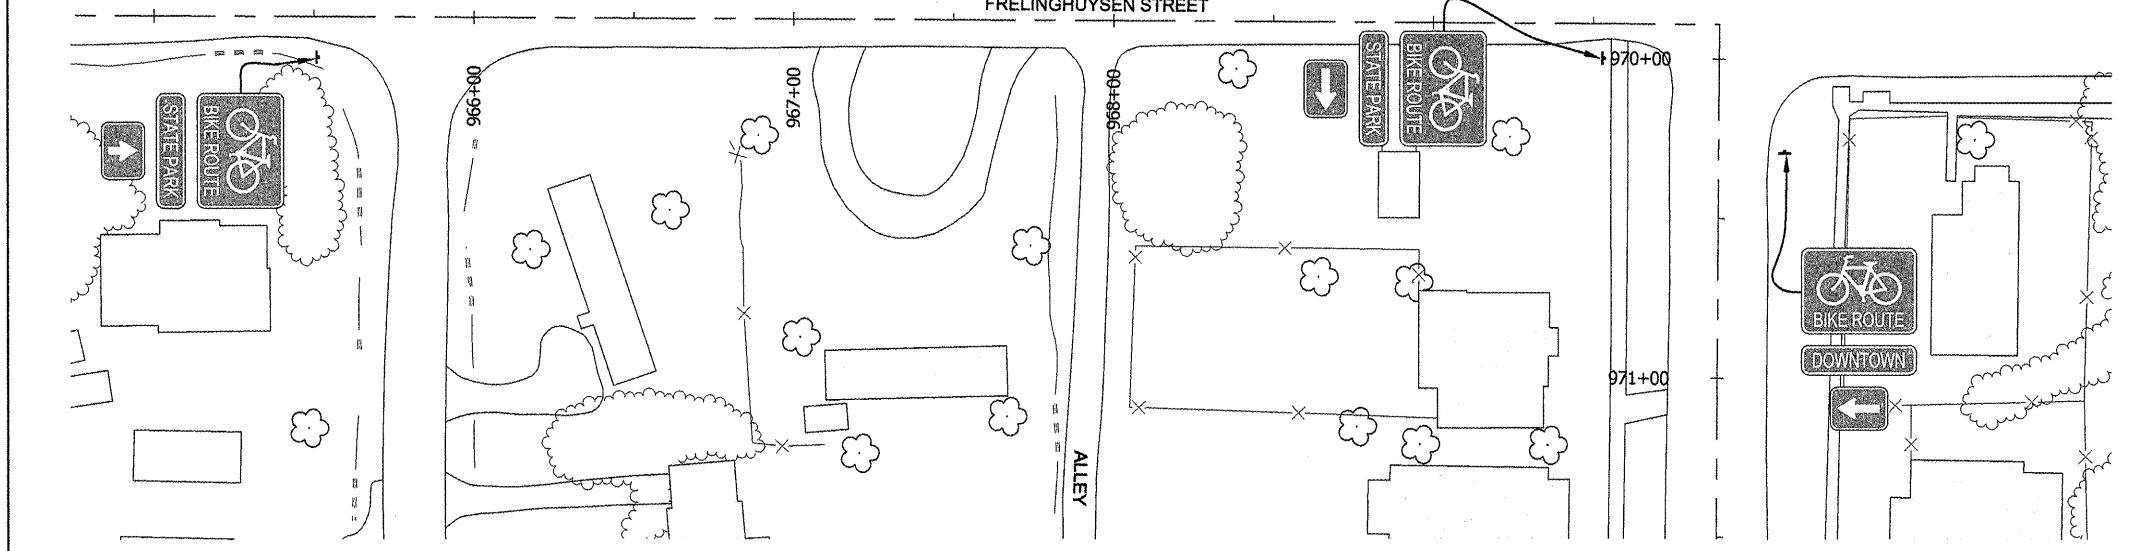 FRELINGHUYSEN STREET
966+00
967+00
968+00
970+00
971+00
BIKE ROUTE
STATE PARK
BIKE ROUTE
STATE PARK
BIKE ROUTE
DOWNTOWN
ALLEY